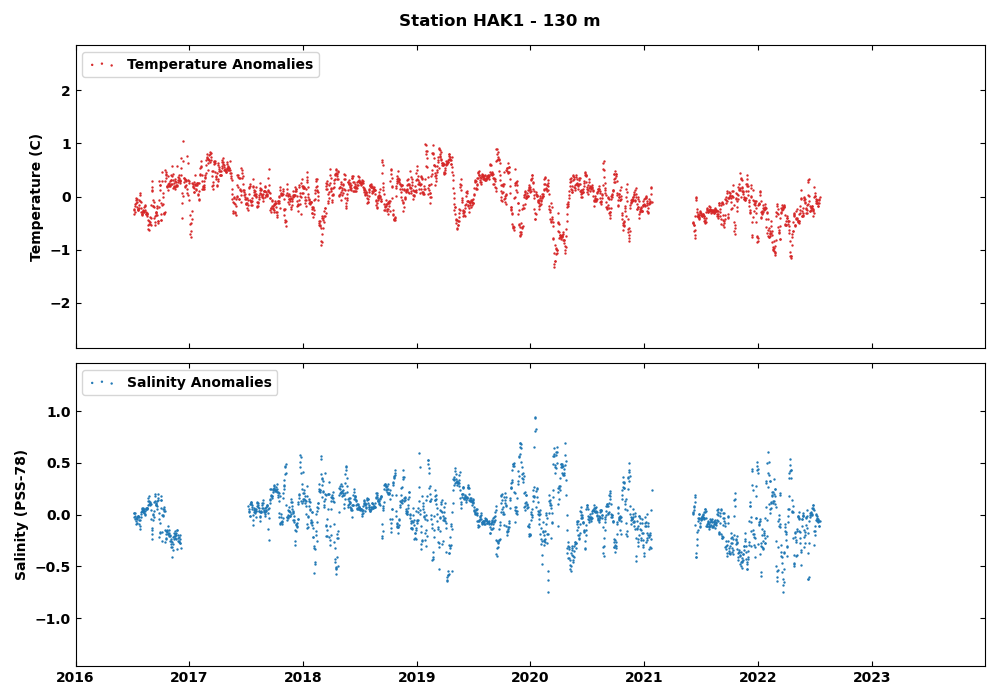 Station HAK1 - 130 m
Temperature Anomalies
Temperature (C)
2
1
0
−1
−2
Salinity Anomalies
Salinity (PSS-78)
1.0
0.5
0.0
−0.5
−1.0
2016 2017 2018 2019 2020 2021 2022 2023